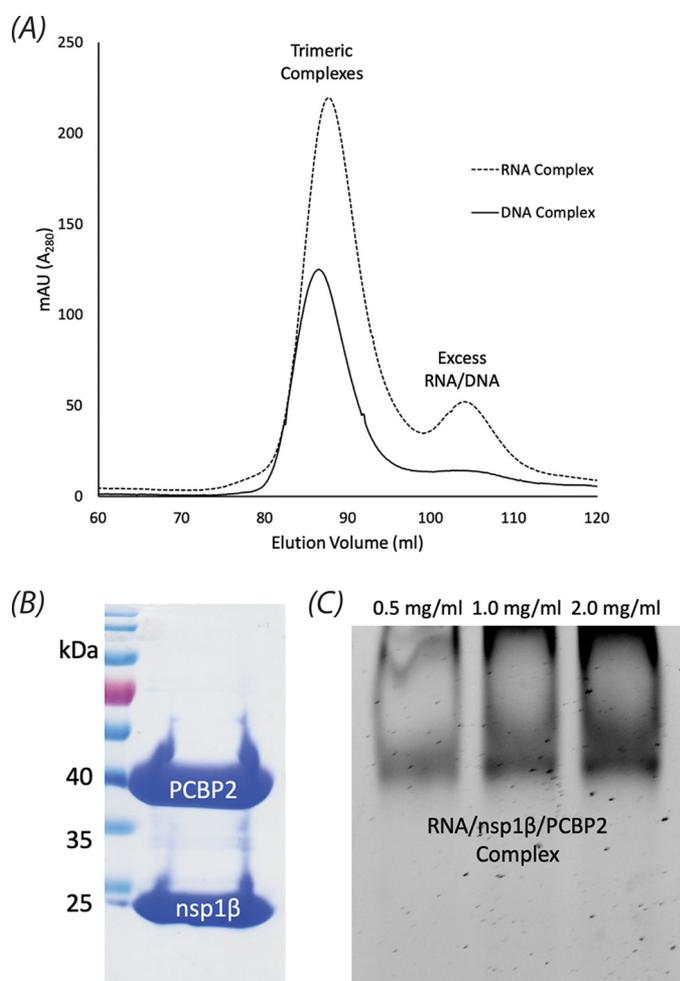 (A)
250
200
150
100
50
0
mAU (A280)
60 70 80 90 100 110 120
Elution Volume (ml)
Trimeric
Complexes
RNA Complex
DNA Complex
Excess
RNA/DNA
(B)
kDa
40
35
25
PCBP2
nsp1β
(C)
0.5 mg/ml 1.0 mg/ml 2.0 mg/ml
RNA/nsp1β/PCBP2
Complex